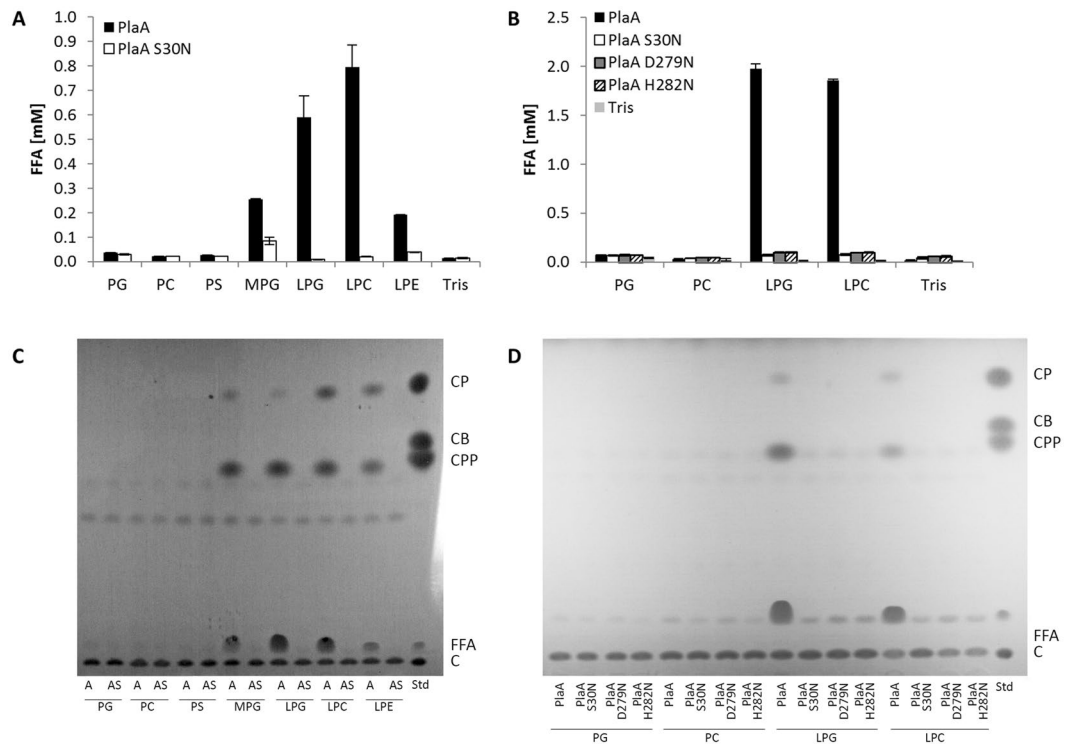 A
1.0
0.9
0.8
0.7
0.6
0.5
0.4
0.3
0.2
0.1
0.0
FFA [mM]
PlaA
PlaA S30N
PG PC PS MPG LPG LPC LPE Tris
B
2.5
2.0
1.5
1.0
0.5
0.0
FFA [mM]
PlaA
PlaA S30N
PlaA D279N
PlaA H282N
Tris
PG PC LPG LPC Tris
C
CP
CB
CPP
FFA
C
A AS A AS A AS A AS A AS A AS A AS Std
PG PC PS MPG LPG LPC LPE
D
CP
CB
CPP
FFA
C
PlaA PlaA S30N PlaA D279N PlaA H282N PlaA PlaA S30N PlaA D279N PlaA H282N PlaA PlaA S30N PlaA D279N PlaA H282N PlaA PlaA S30N PlaA D279N PlaA H282N Std
PG PC LPG LPC